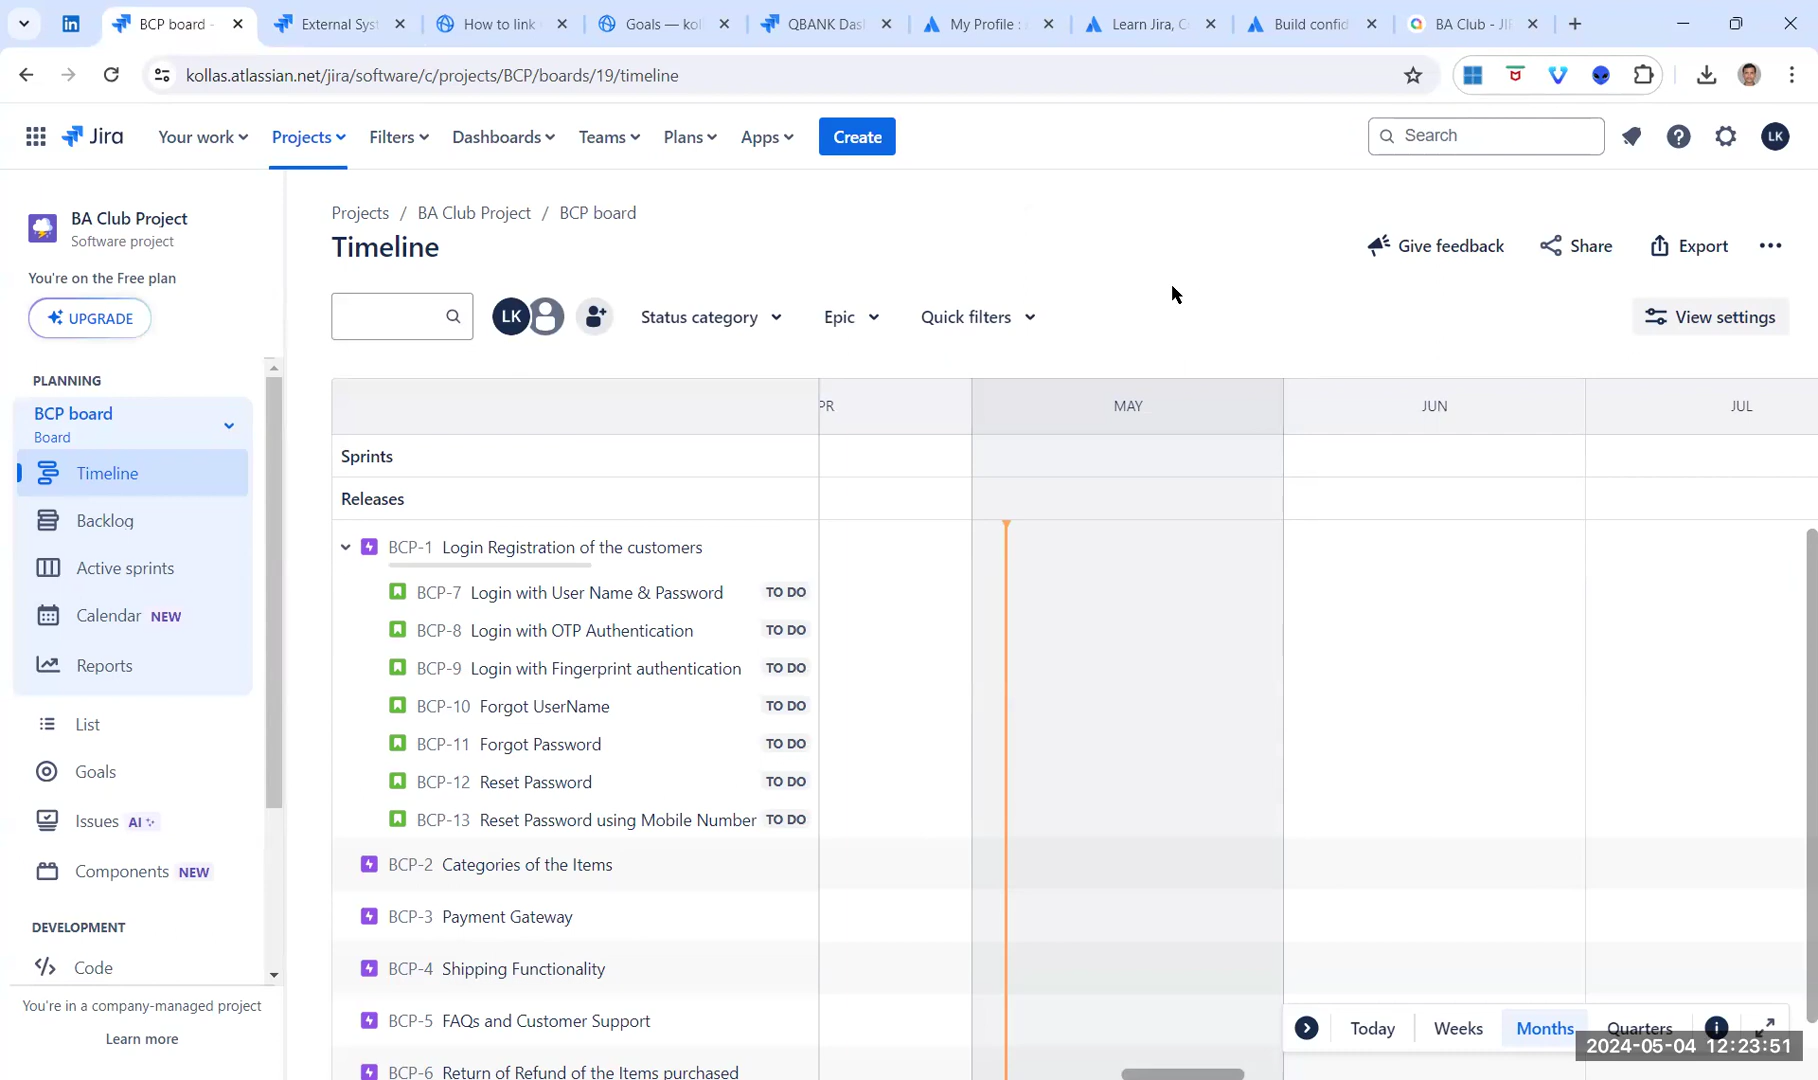 BCP board -
External Syst
How to link
Goals — kol
QBANK Das
My Profile :
Learn Jira, C
Build confid
BA Club - JI
kollas.atlassian.net/jira/software/c/projects/BCP/boards/19/timeline
Jira
Your work
Projects
Filters
Dashboards
Teams
Plans
Apps
Create
Search
LK
BA Club Project
Software project
You're on the Free plan
UPGRADE
PLANNING
BCP board
Board
Timeline
Backlog
Active sprints
Calendar NEW
Reports
List
Goals
Issues AI
Components NEW
DEVELOPMENT
Code
You're in a company-managed project
Learn more
Projects / BA Club Project / BCP board
Timeline
Give feedback
Share
Export
LK
Status category
Epic
Quick filters
View settings
PR
MAY
JUN
JUL
Sprints
Releases
BCP-1 Login Registration of the customers
BCP-7 Login with User Name & Password TO DO
BCP-8 Login with OTP Authentication TO DO
BCP-9 Login with Fingerprint authentication TO DO
BCP-10 Forgot UserName TO DO
BCP-11 Forgot Password TO DO
BCP-12 Reset Password TO DO
BCP-13 Reset Password using Mobile Number TO DO
BCP-2 Categories of the Items
BCP-3 Payment Gateway
BCP-4 Shipping Functionality
BCP-5 FAQs and Customer Support
BCP-6 Return of Refund of the Items purchased
Today
Weeks
Months
Quarters
2024-05-04 12:23:51